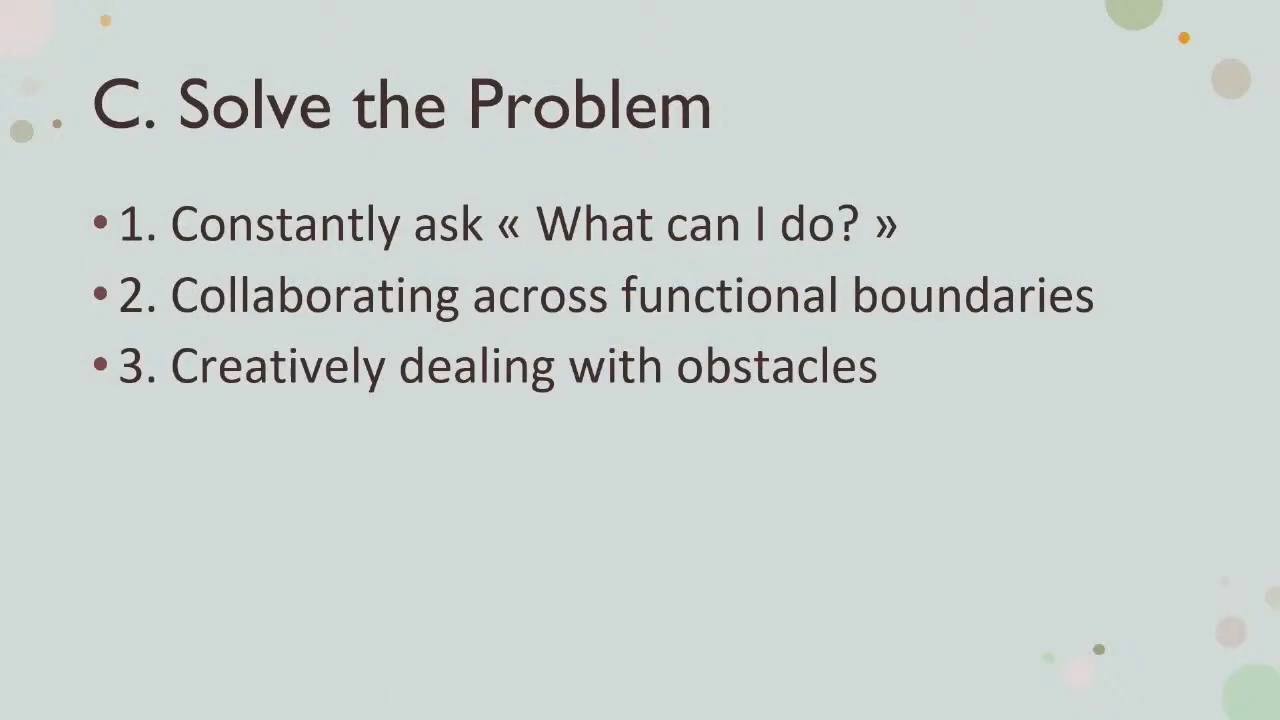 C. Solve the Problem
• 1. Constantly ask « What can I do? »
• 2. Collaborating across functional boundaries
• 3. Creatively dealing with obstacles